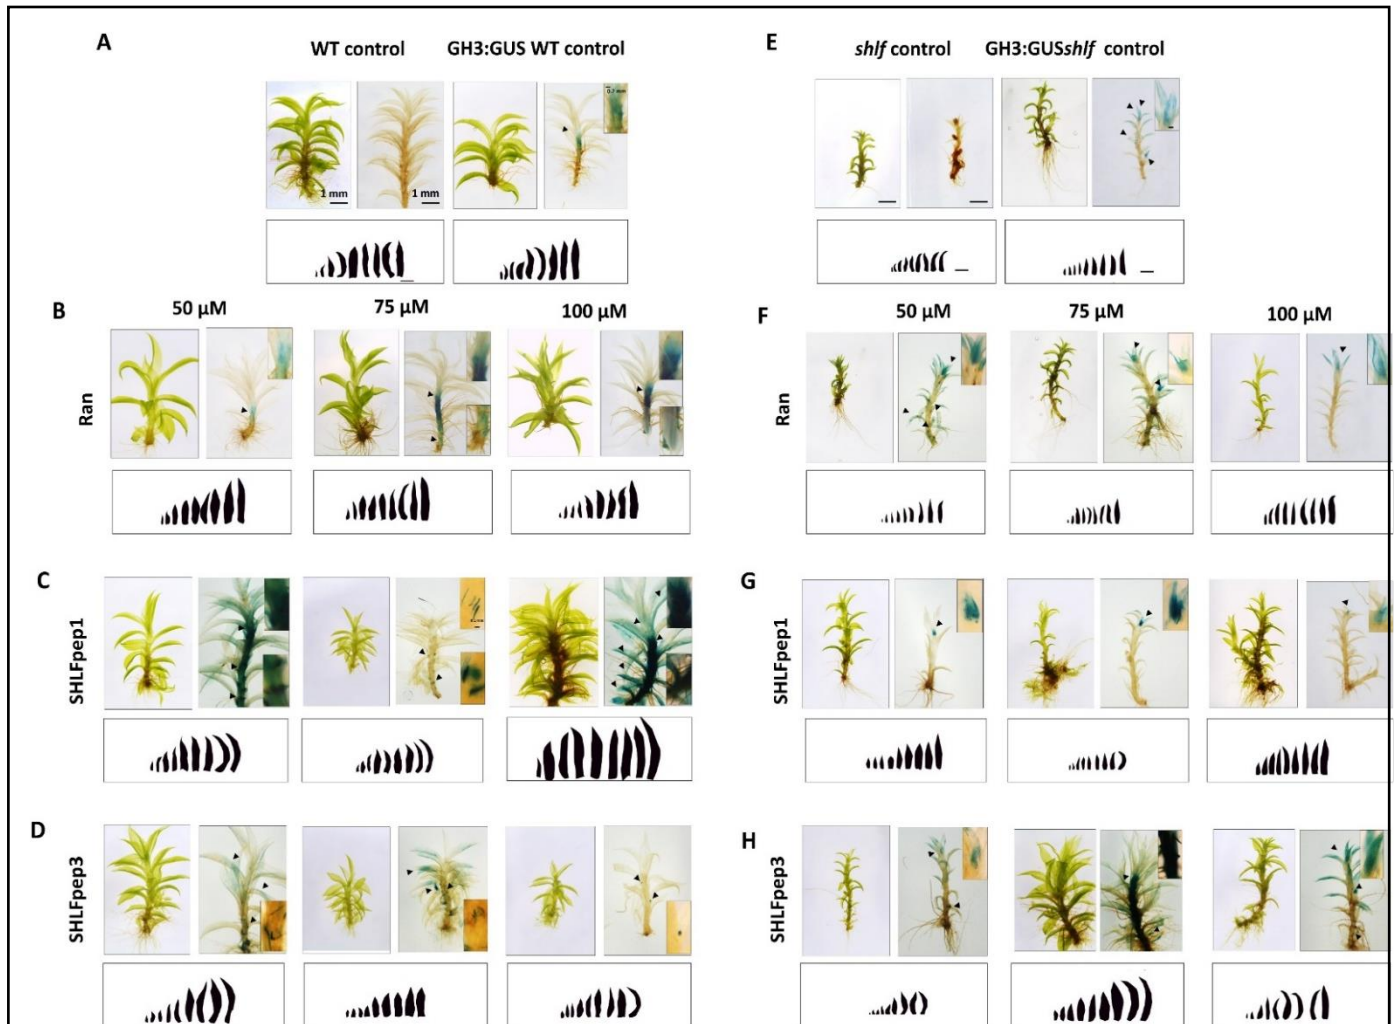 A
WT control
GH3:GUS WT control
1 mm
1 mm
E
shlf control
GH3:GUSshlf control
B
50 µM
75 µM
100 µM
Ran
F
50 µM
75 µM
100 µM
Ran
C
SHLFpep1
G
SHLFpep1
D
SHLFpep3
H
SHLFpep3